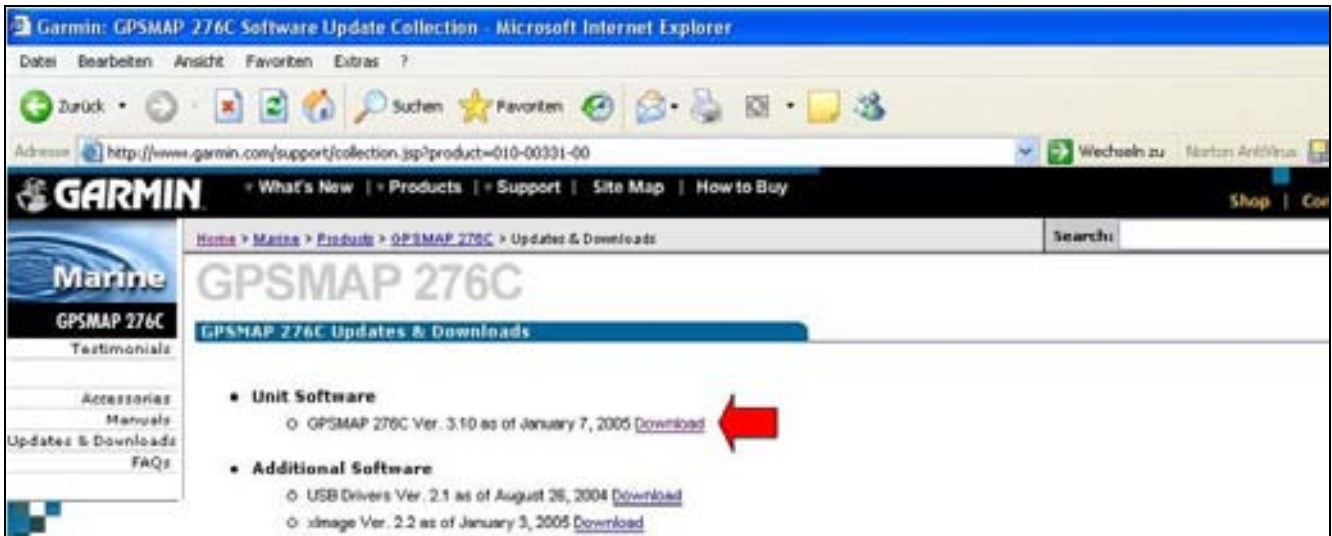 Garmin: GPSMAP 276C Software Update Collection - Microsoft Internet Explorer
Datei Bearbeiten Ansicht Favoriten Extras ?
Zurück Suchen Favoriten
Adresse http://www.garmin.com/support/collection.jsp?product=010-00331-00 Wechseln zu Norton AntiVirus
GARMIN What's New | Products | Support | Site Map | How to Buy
Shop |
Home > Marine > Products > GPSMAP 276C > Updates & Downloads Search:
Marine
GPSMAP 276C
GPSMAP 276C
GPSMAP 276C Updates & Downloads
Testimonials
Accessories
Manuals
Updates & Downloads
FAQs
• Unit Software
o GPSMAP 276C Ver. 3.10 as of January 7, 2005 Download
• Additional Software
o USB Drivers Ver. 2.1 as of August 26, 2004 Download
o xImage Ver. 2.2 as of January 3, 2005 Download